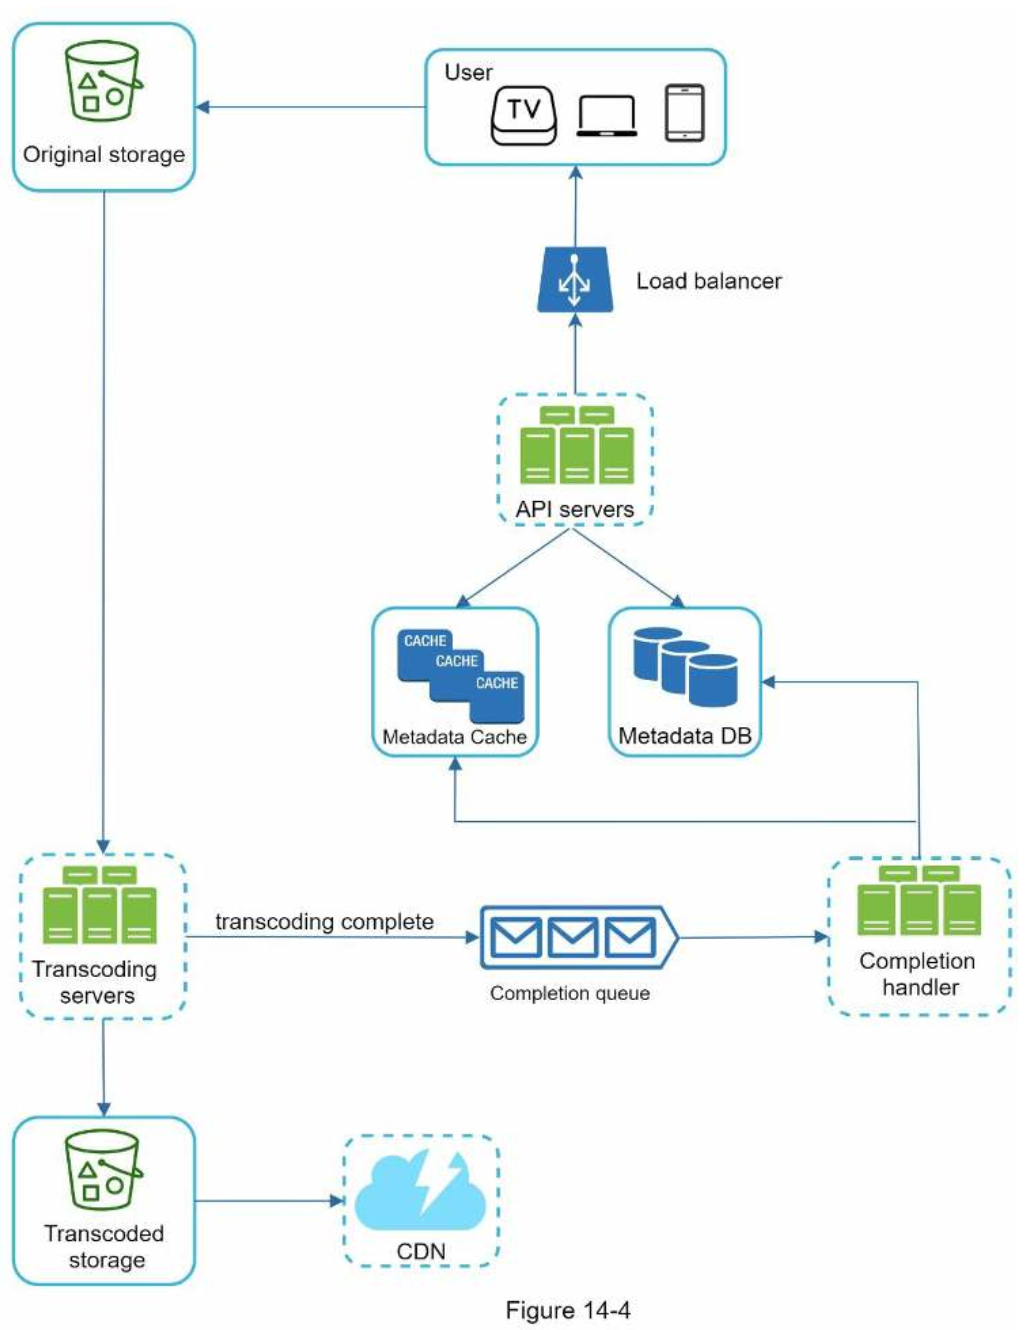 User
TV
Original storage
Load balancer
API servers
CACHE
CACHE
CACHE
Metadata Cache
Metadata DB
transcoding complete
Transcoding
servers
Completion queue
Completion
handler
Transcoded
storage
CDN
Figure 14-4